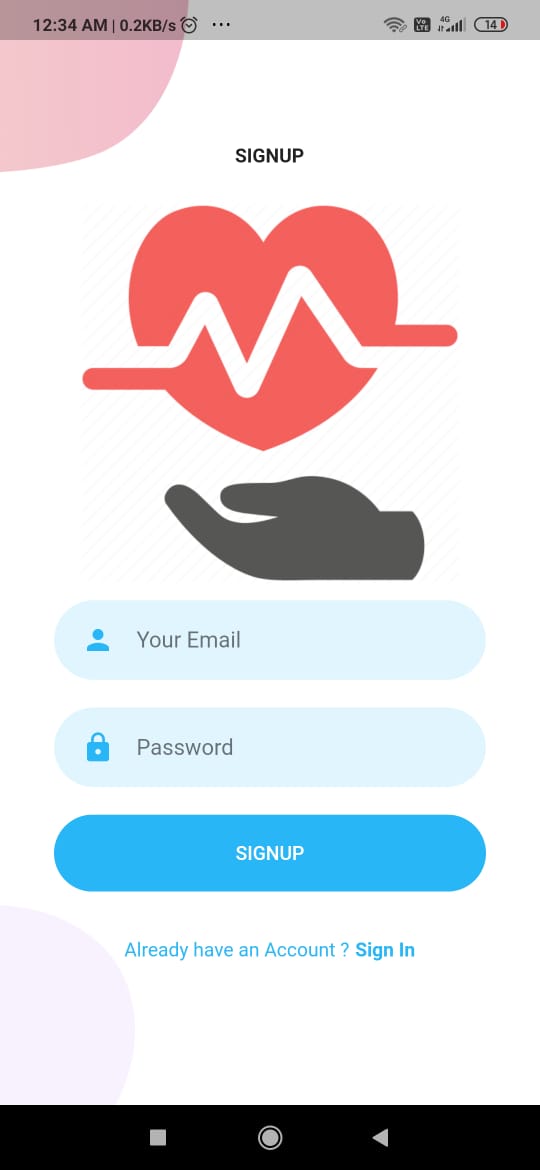 12:34 AM | 0.2KB/s ... Vo LTE 4G 14
SIGNUP
Your Email
Password
SIGNUP
Already have an Account ? Sign In